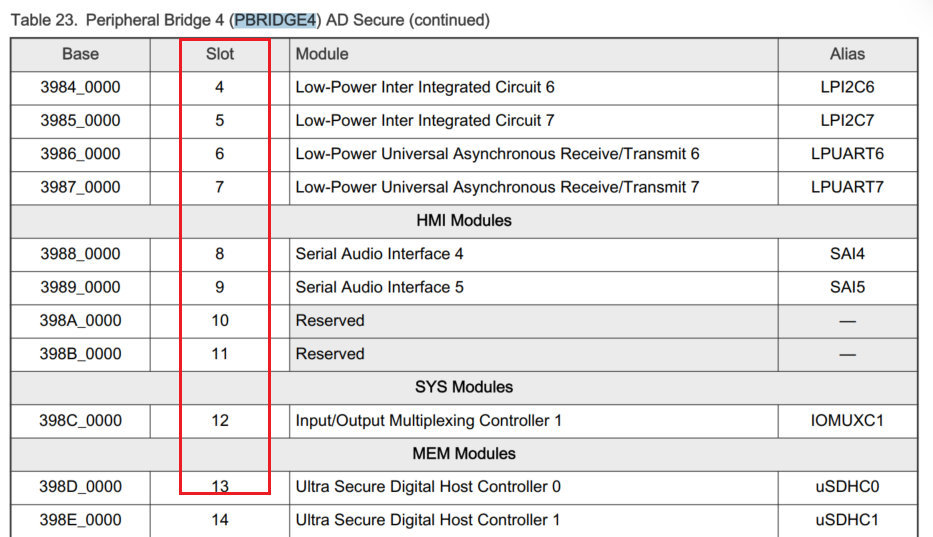 Table 23. Peripheral Bridge 4 (PBRIDGE4) AD Secure (continued)
Base Slot Module Alias
3984_0000 4 Low-Power Inter Integrated Circuit 6 LPI2C6
3985_0000 5 Low-Power Inter Integrated Circuit 7 LPI2C7
3986_0000 6 Low-Power Universal Asynchronous Receive/Transmit 6 LPUART6
3987_0000 7 Low-Power Universal Asynchronous Receive/Transmit 7 LPUART7
HMI Modules
3988_0000 8 Serial Audio Interface 4 SAI4
3989_0000 9 Serial Audio Interface 5 SAI5
398A_0000 10 Reserved —
398B_0000 11 Reserved —
SYS Modules
398C_0000 12 Input/Output Multiplexing Controller 1 IOMUXC1
MEM Modules
398D_0000 13 Ultra Secure Digital Host Controller 0 uSDHC0
398E_0000 14 Ultra Secure Digital Host Controller 1 uSDHC1